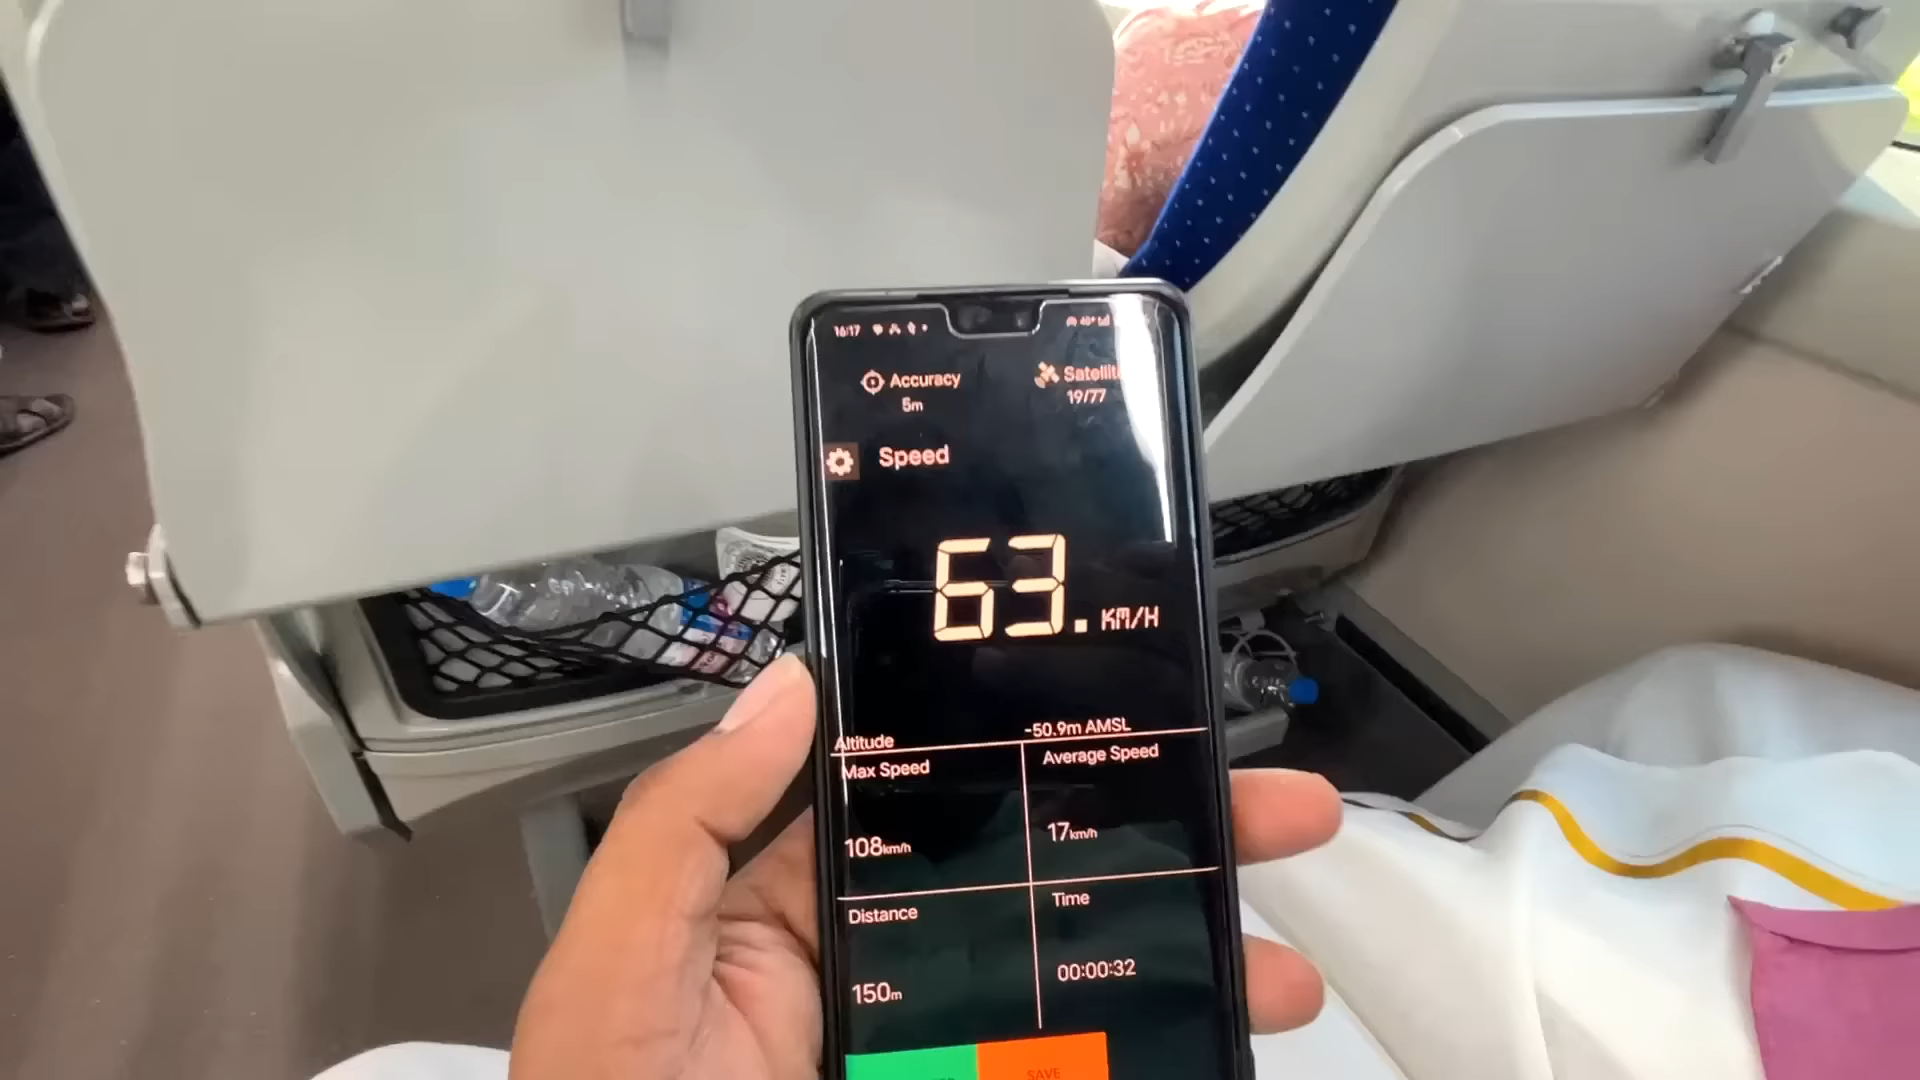 16:17
Accuracy
5m
Satellit
19/77
Speed
63. KM/H
Altitude
-50.9m AMSL
Max Speed
108km/h
Average Speed
17km/h
Distance
150m
Time
00:00:32
SAVE